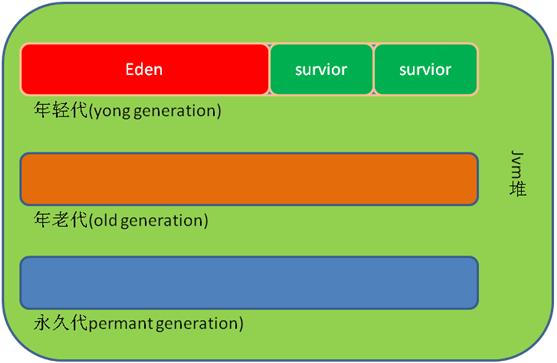 Eden survior survior
年轻代(yong generation)
Jvm堆
年老代(old generation)
永久代permant generation)